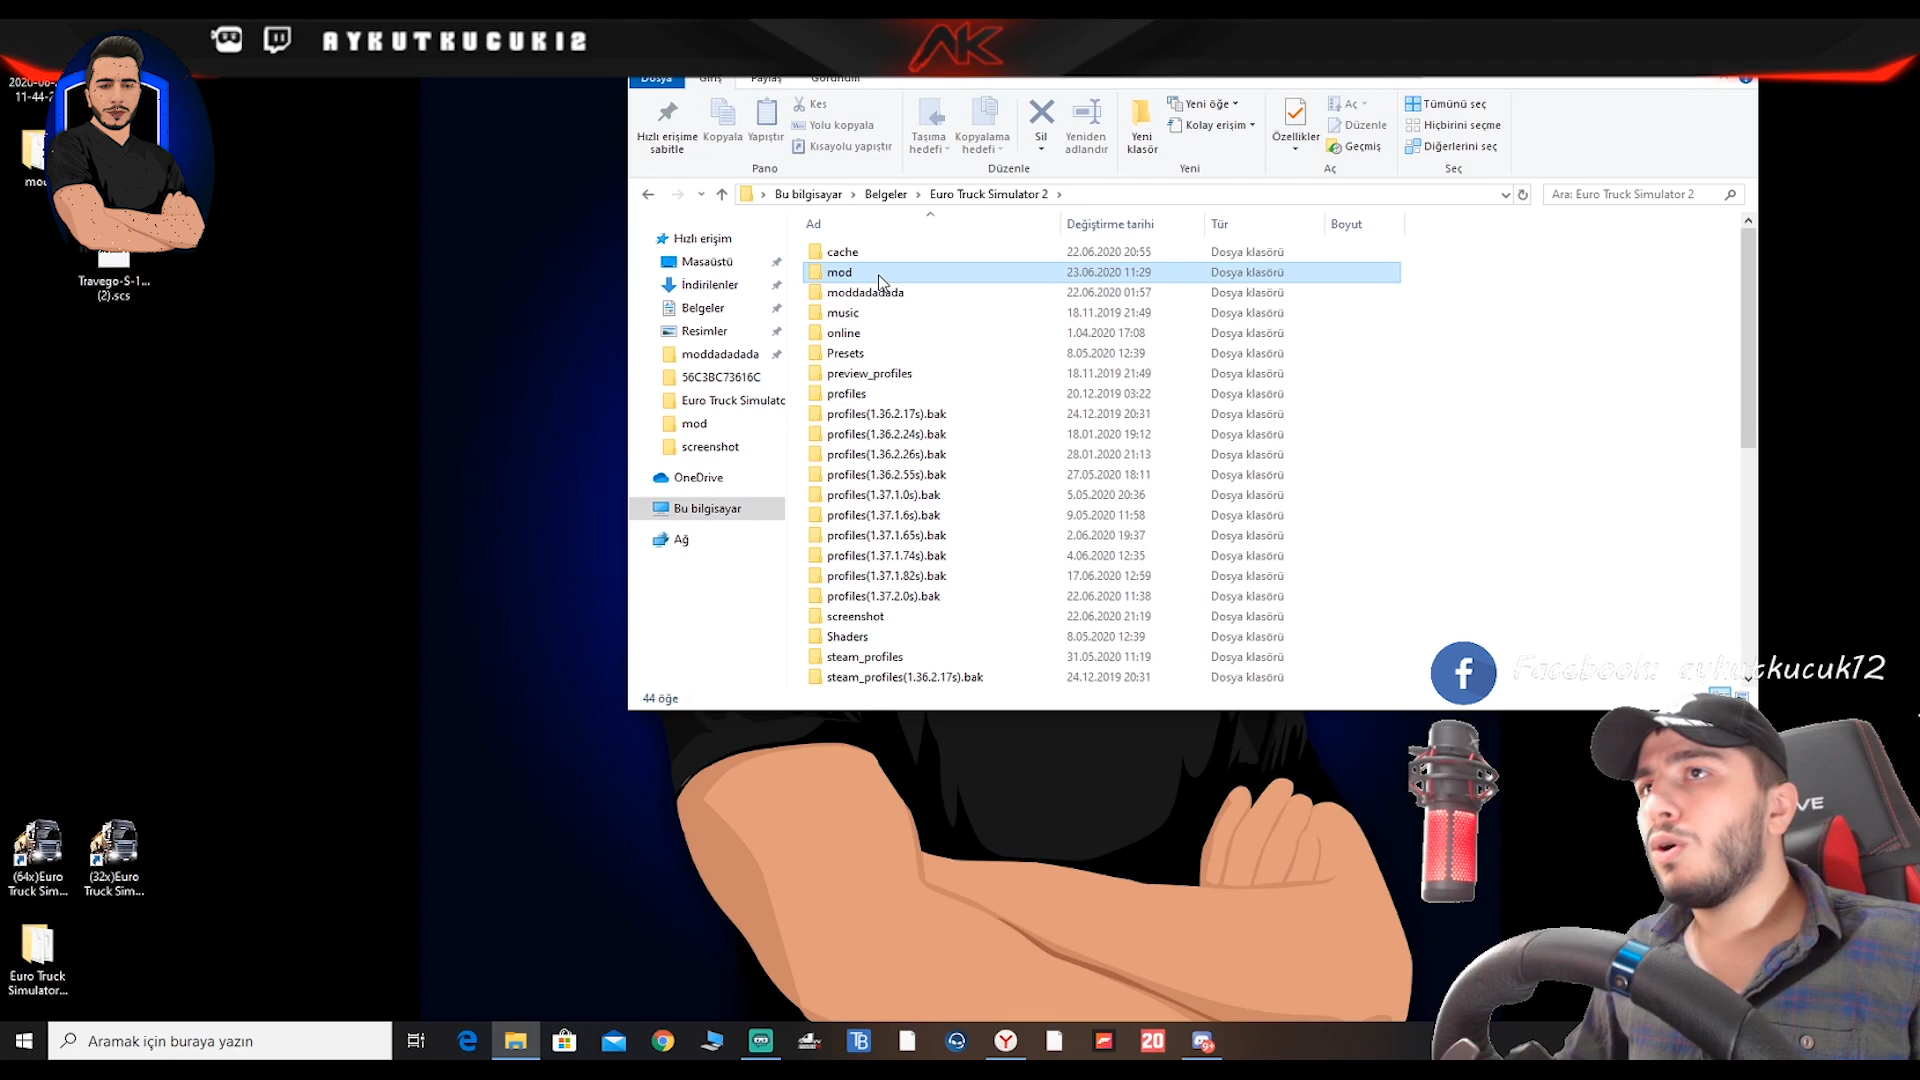 AYKUTKUCUK12
AK
2020-06-
11-44-2
Travego-S-1...
(2).scs
Dosya Giriş Paylaş Görünüm
Hızlı erişime
sabitle
Kopyala
Yapıştır
Kes
Yolu kopyala
Kısayolu yapıştır
Pano
Taşıma
hedefi
Kopyalama
hedefi
Sil
Yeniden
adlandır
Düzenle
Yeni
klasör
Yeni öğe
Kolay erişim
Yeni
Özellikler
Aç
Düzenle
Geçmiş
Aç
Tümünü seç
Hiçbirini seçme
Diğerlerini seç
Seç
Bu bilgisayar > Belgeler > Euro Truck Simulator 2 >
Ara: Euro Truck Simulator 2
Hızlı erişim
Masaüstü
İndirilenler
Belgeler
Resimler
moddadadada
56C3BC73616C
Euro Truck Simulato
mod
screenshot
OneDrive
Bu bilgisayar
Ağ
Ad Değiştirme tarihi Tür Boyut
cache 22.06.2020 20:55 Dosya klasörü
mod 23.06.2020 11:29 Dosya klasörü
moddadadada 22.06.2020 01:57 Dosya klasörü
music 18.11.2019 21:49 Dosya klasörü
online 1.04.2020 17:08 Dosya klasörü
Presets 8.05.2020 12:39 Dosya klasörü
preview_profiles 18.11.2019 21:49 Dosya klasörü
profiles 20.12.2019 03:22 Dosya klasörü
profiles(1.36.2.17s).bak 24.12.2019 20:31 Dosya klasörü
profiles(1.36.2.24s).bak 18.01.2020 19:12 Dosya klasörü
profiles(1.36.2.26s).bak 28.01.2020 21:13 Dosya klasörü
profiles(1.36.2.55s).bak 27.05.2020 18:11 Dosya klasörü
profiles(1.37.1.0s).bak 5.05.2020 20:36 Dosya klasörü
profiles(1.37.1.6s).bak 9.05.2020 11:58 Dosya klasörü
profiles(1.37.1.65s).bak 2.06.2020 19:37 Dosya klasörü
profiles(1.37.1.74s).bak 4.06.2020 12:35 Dosya klasörü
profiles(1.37.1.82s).bak 17.06.2020 12:59 Dosya klasörü
profiles(1.37.2.0s).bak 22.06.2020 11:38 Dosya klasörü
screenshot 22.06.2020 21:19 Dosya klasörü
Shaders 8.05.2020 12:39 Dosya klasörü
steam_profiles 31.05.2020 11:19 Dosya klasörü
steam_profiles(1.36.2.17s).bak 24.12.2019 20:31 Dosya klasörü
44 öğe
Facebook: aykutkucuk12
(64x)Euro
Truck Sim...
(32x)Euro
Truck Sim...
Euro Truck
Simulator...
Aramak için buraya yazın
TB
20
9+